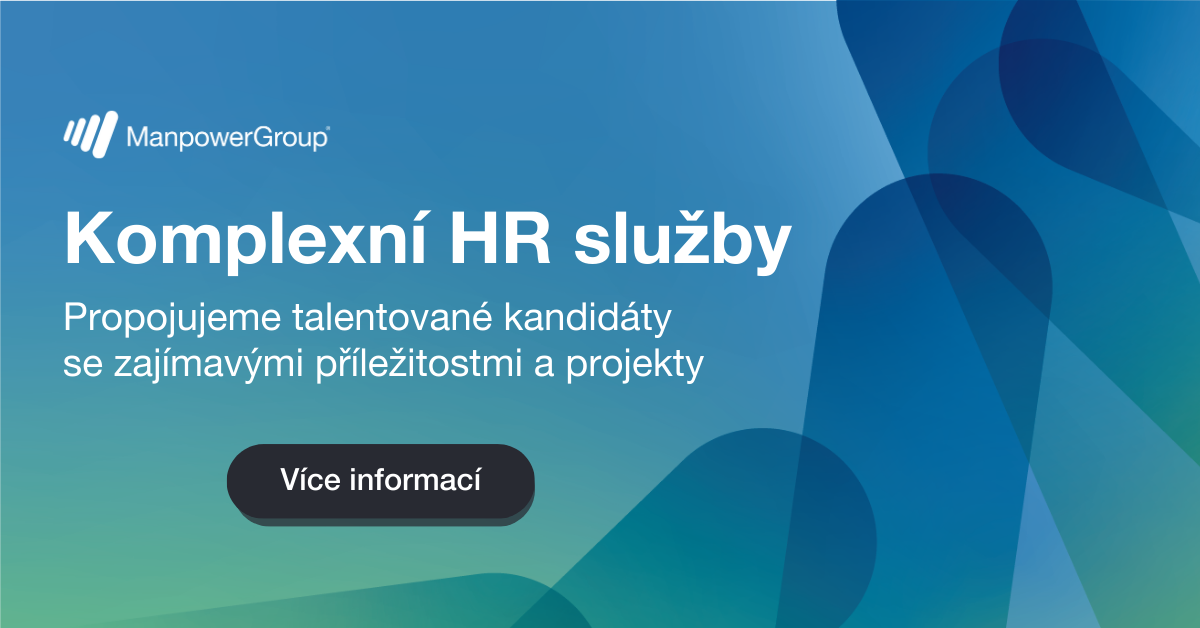 ManpowerGroup®
Komplexní HR služby
Propojujeme talentované kandidáty
se zajímavými příležitostmi a projekty
Více informací